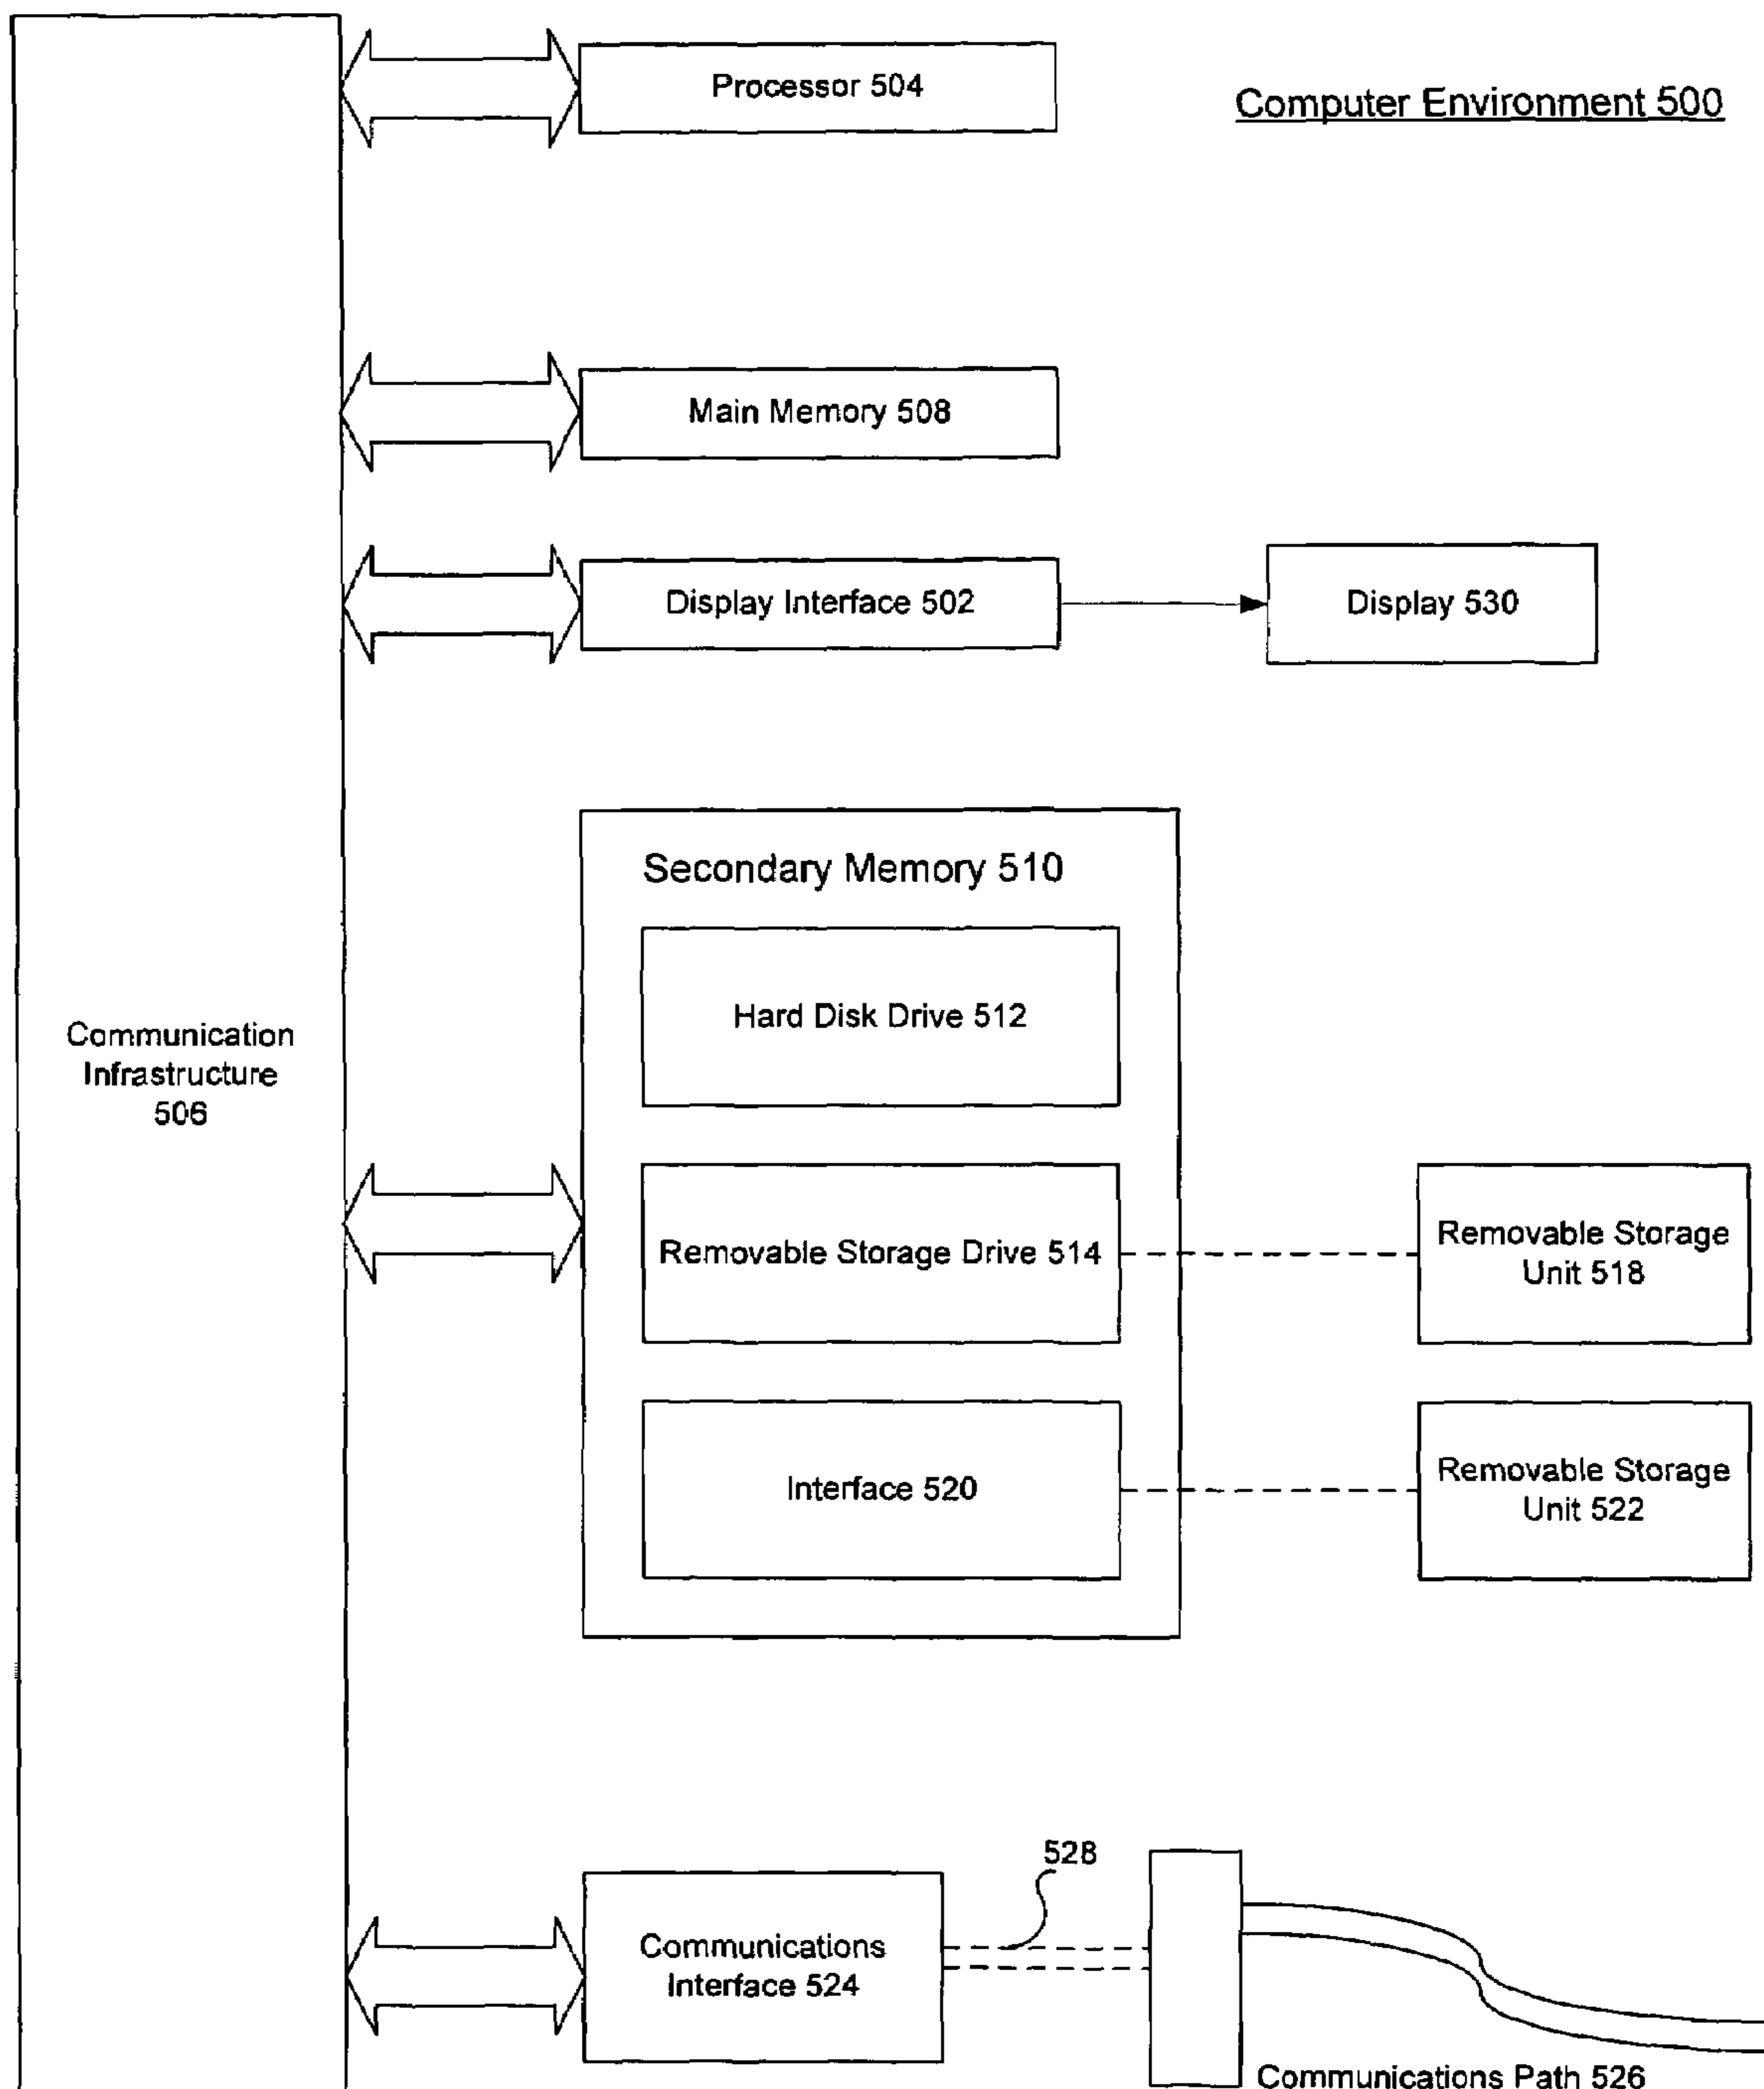 Processor 504
Computer Environment 500
Main Memory 508
Display Interface 502
Display 530
Secondary Memory 510
Hard Disk Drive 512
Communication
Infrastructure
506
Removable Storage Drive 514
Removable Storage
Unit 518
Interface 520
Removable Storage
Unit 522
528
Communications
Interface 524
Communications Path 526